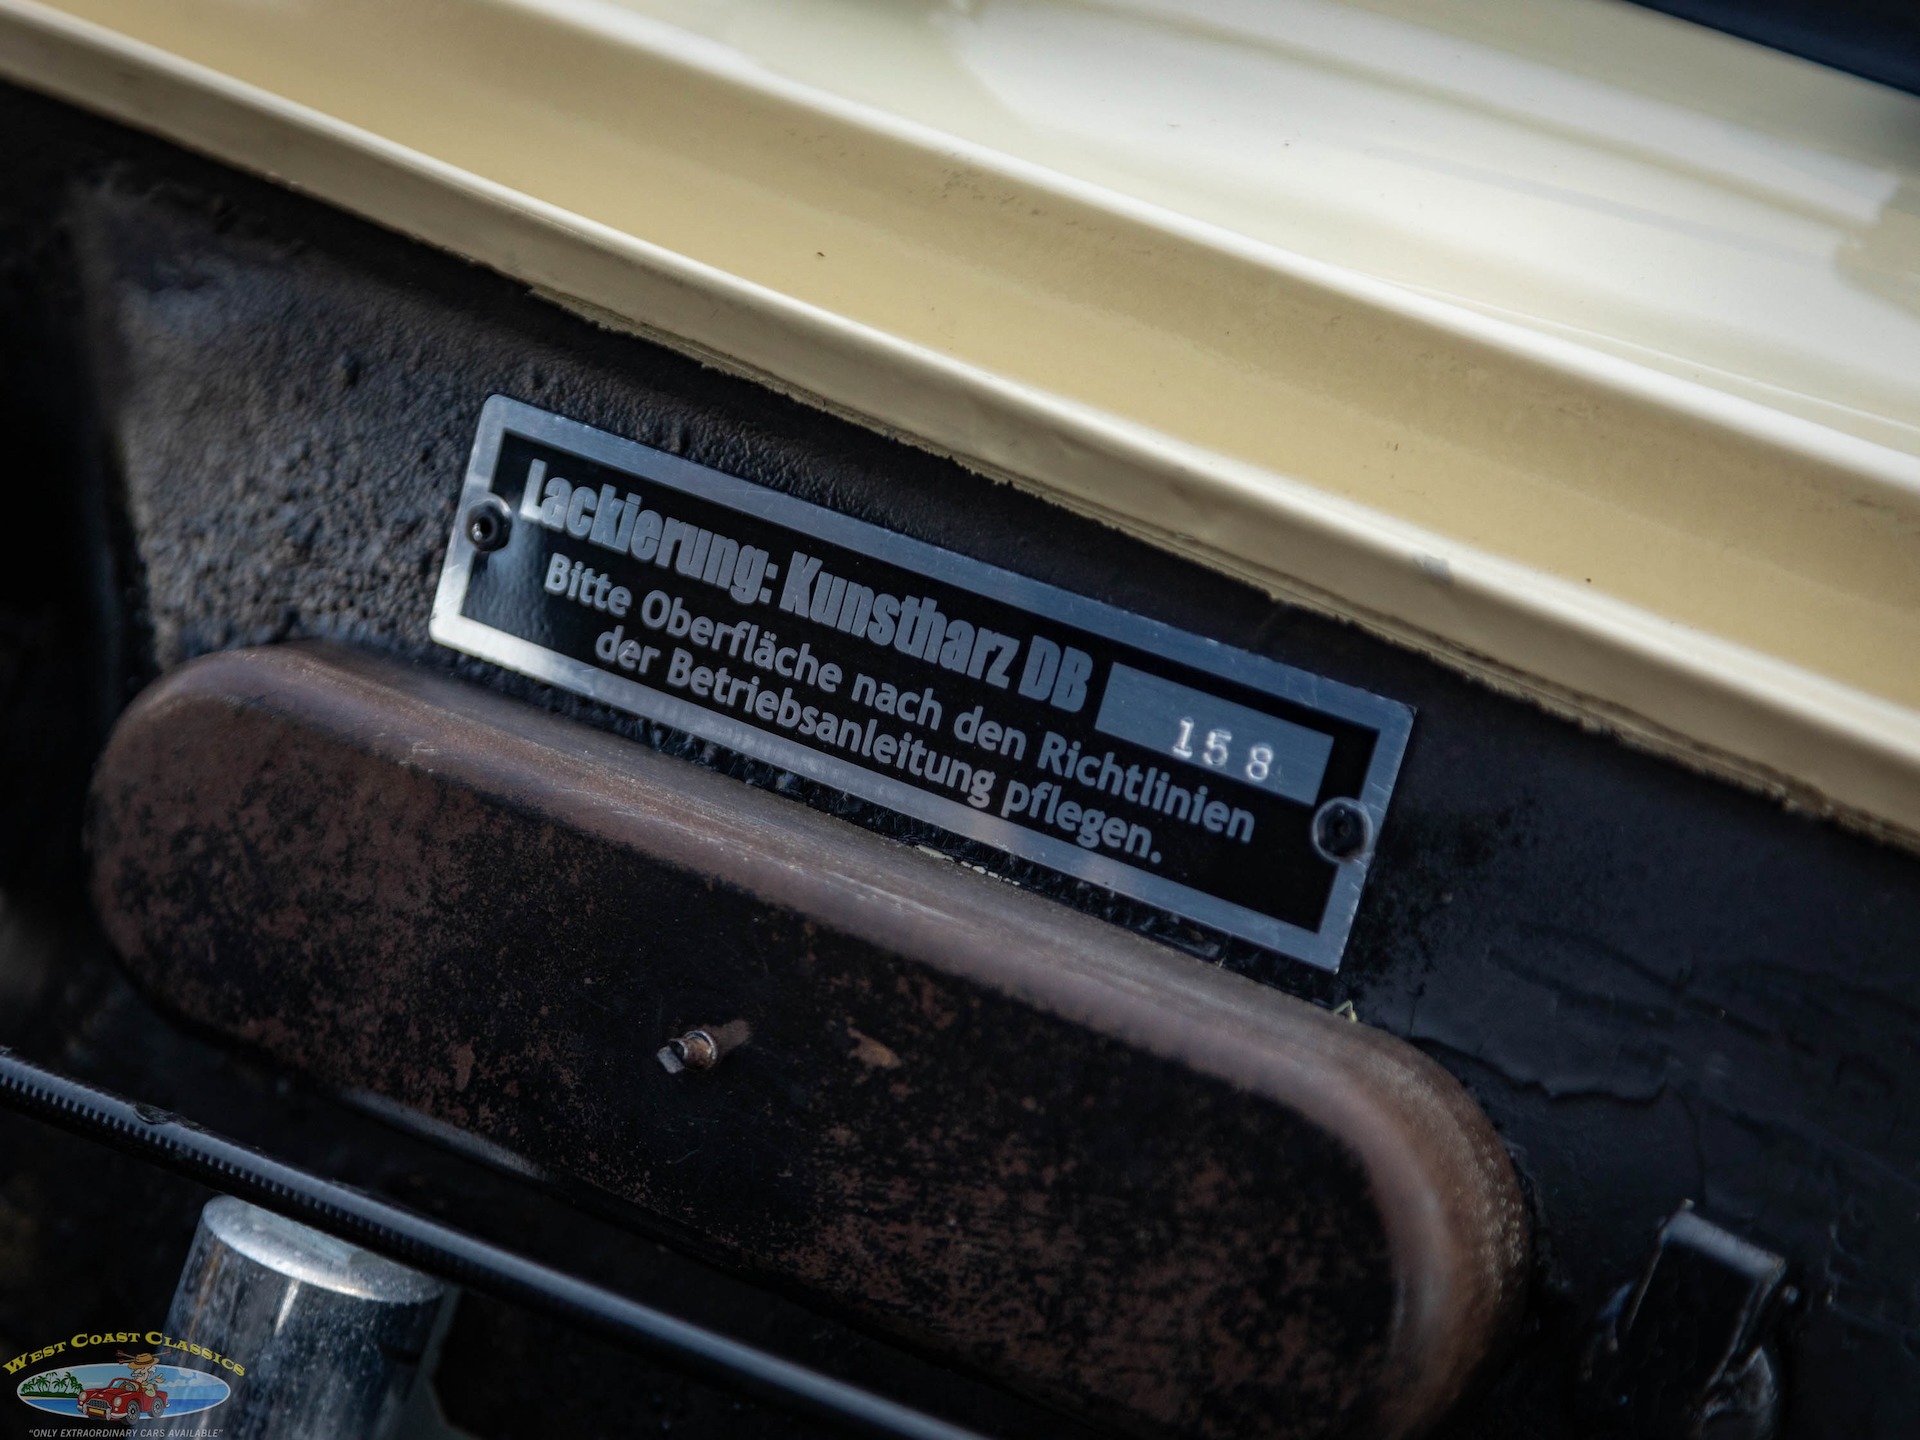 Lackierung: Kunstharz DB 158
Bitte Oberfläche nach den Richtlinien
der Betriebsanleitung pflegen.
WEST COAST CLASSICS
"ONLY EXTRAORDINARY CARS AVAILABLE"